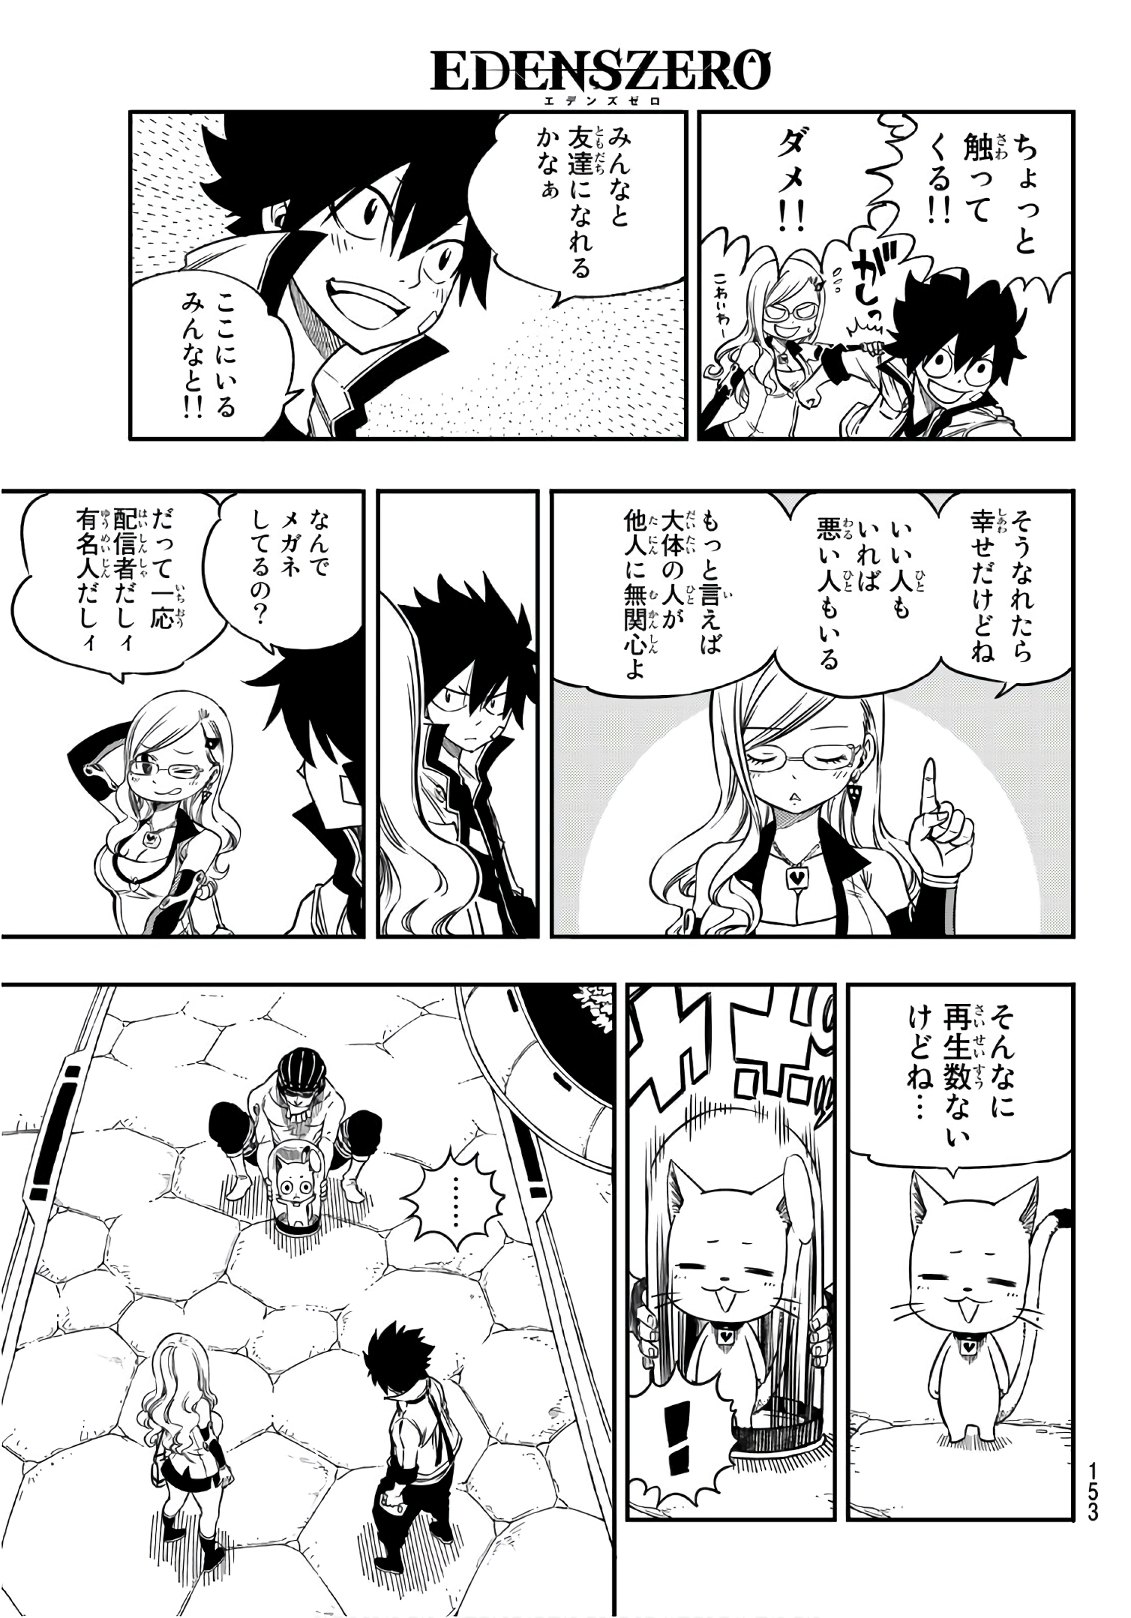 EDENSZERO
エデンズゼロ
ちょっと
触って
くる!!
ダメ!!
ガしっ
こわいわー
みんなと
友達になれる
かなぁ
ここにいる
みんなと!!
そうなれたら
幸せだけどね
いい人も
いれば
悪い人もいる
もっと言えば
大体の人が
他人に無関心よ
なんで
メガネ
してるの?
だって一応
配信者だしィ
有名人だしィ
そんなに
再生数ない
けどね…
!
………
153